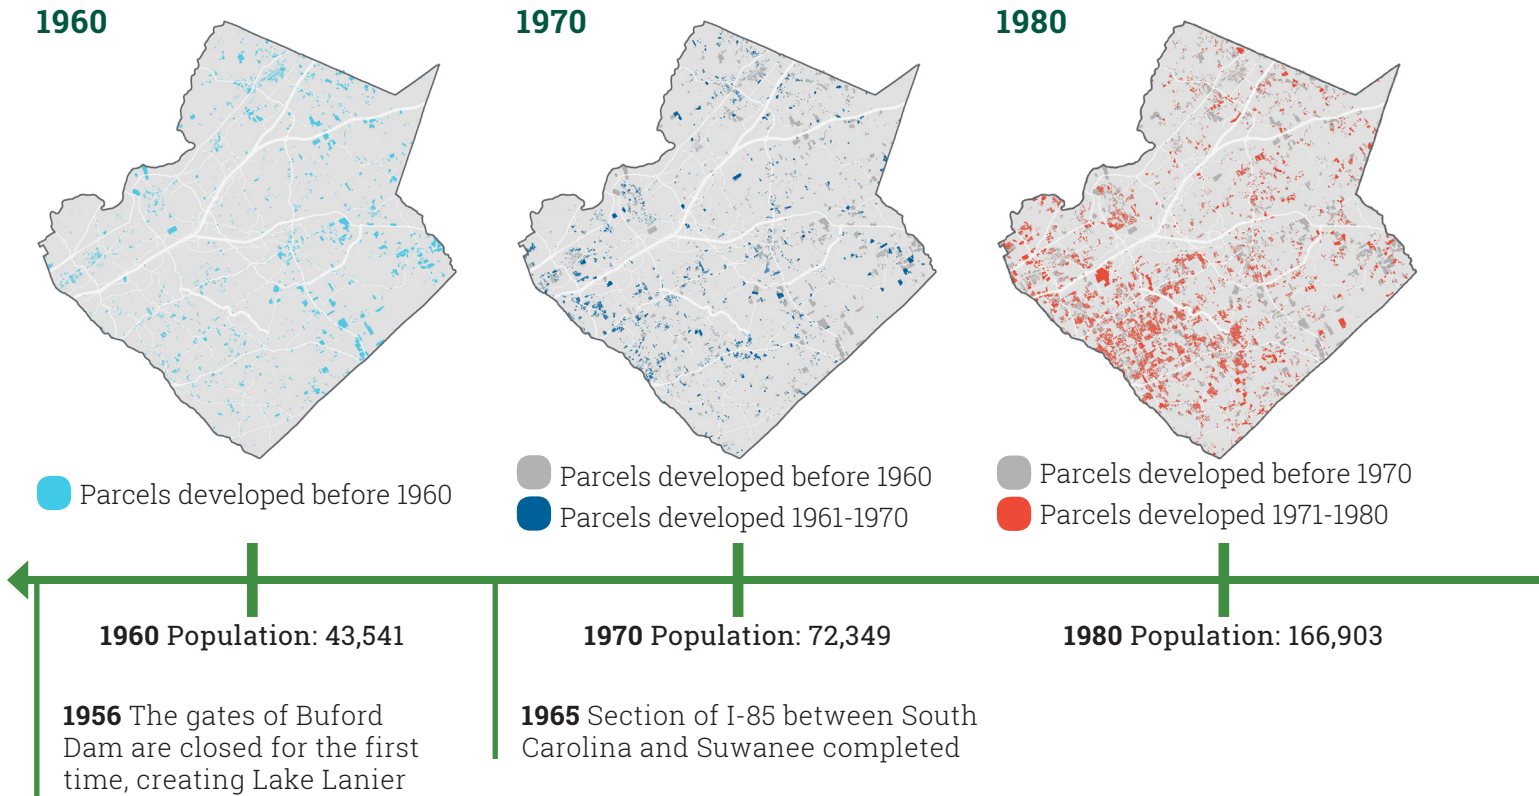 1960
1970
1980
Parcels developed before 1960
Parcels developed before 1960
Parcels developed 1961-1970
Parcels developed before 1970
Parcels developed 1971-1980
1960 Population: 43,541
1970 Population: 72,349
1980 Population: 166,903
1956 The gates of Buford
Dam are closed for the first
time, creating Lake Lanier
1965 Section of I-85 between South
Carolina and Suwanee completed